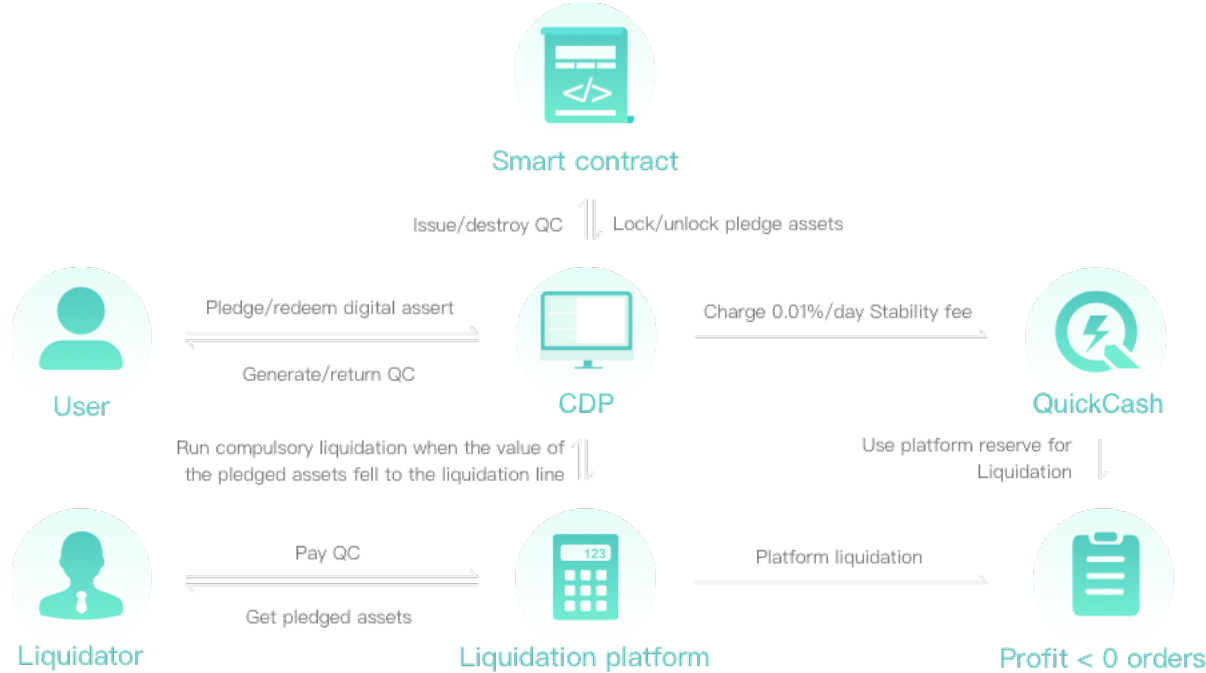 </>
Smart contract
Issue/destroy QC
Lock/unlock pledge assets
Pledge/redeem digital assert
Charge 0.01%/day Stability fee
Generate/return QC
User
CDP
QuickCash
Run compulsory liquidation when the value of
the pledged assets fell to the liquidation line
Use platform reserve for
Liquidation
123
Pay QC
Platform liquidation
Get pledged assets
Liquidator
Liquidation platform
Profit < 0 orders